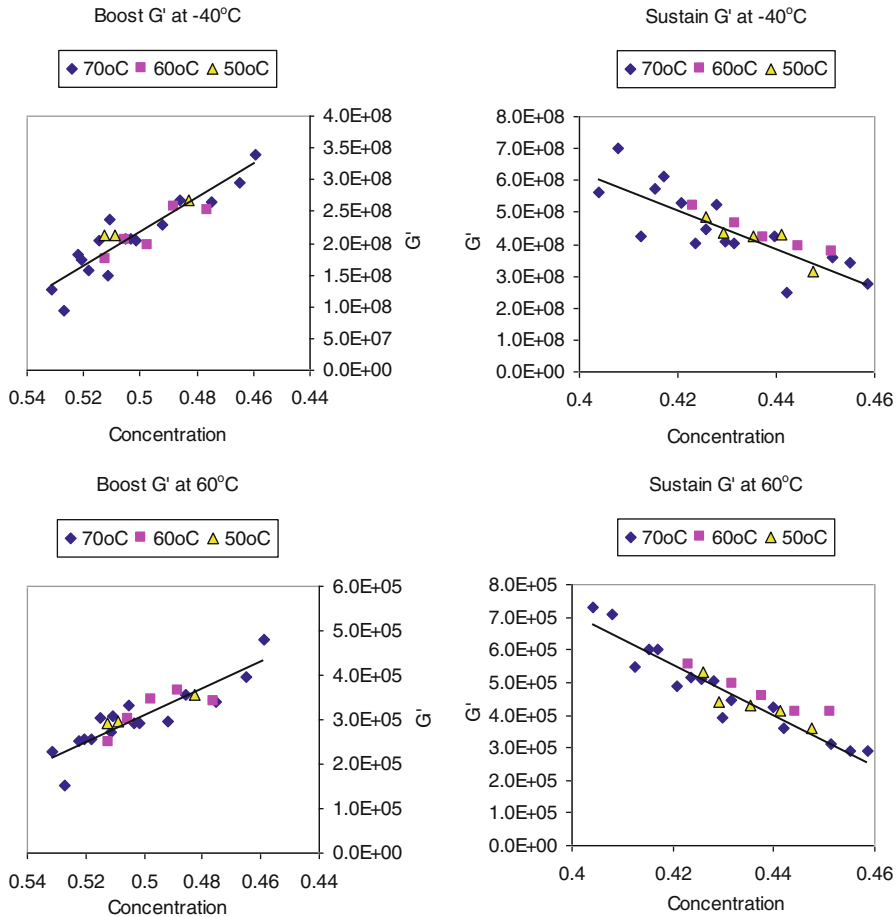 Boost G' at -40°C
70oC 60oC 50oC
4.0E+08
3.5E+08
3.0E+08
2.5E+08
2.0E+08
1.5E+08
1.0E+08
5.0E+07
0.0E+00
G'
0.54 0.52 0.5 0.48 0.46 0.44
Concentration
Sustain G' at -40°C
70oC 60oC 50oC
8.0E+08
7.0E+08
6.0E+08
5.0E+08
4.0E+08
3.0E+08
2.0E+08
1.0E+08
0.0E+00
G'
0.4 0.42 0.44 0.46
Concentration
Boost G' at 60°C
70oC 60oC 50oC
6.0E+05
5.0E+05
4.0E+05
3.0E+05
2.0E+05
1.0E+05
0.0E+00
G'
0.54 0.52 0.5 0.48 0.46 0.44
Concentration
Sustain G' at 60°C
70oC 60oC 50oC
8.0E+05
7.0E+05
6.0E+05
5.0E+05
4.0E+05
3.0E+05
2.0E+05
1.0E+05
0.0E+00
G'
0.4 0.42 0.44 0.46
Concentration